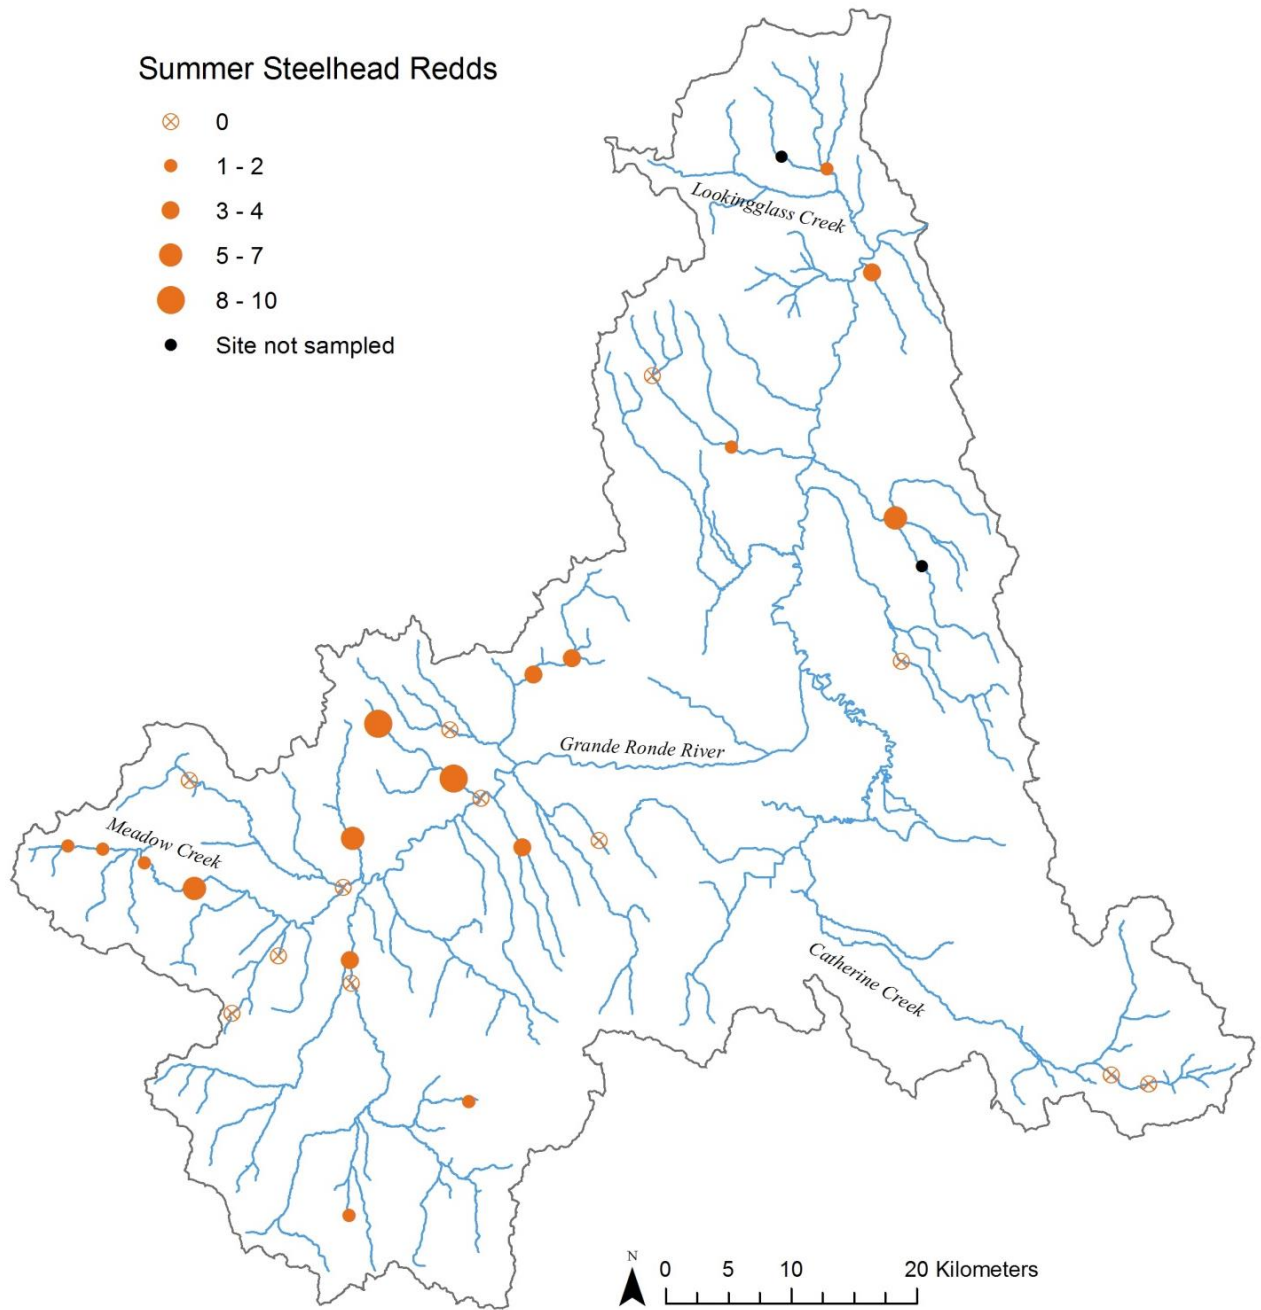 Summer Steelhead Redds
0
1 - 2
3 - 4
5 - 7
8 - 10
Site not sampled
Lookingglass Creek
Grande Ronde River
Meadow Creek
Catherine Creek
N
0 5 10 20 Kilometers